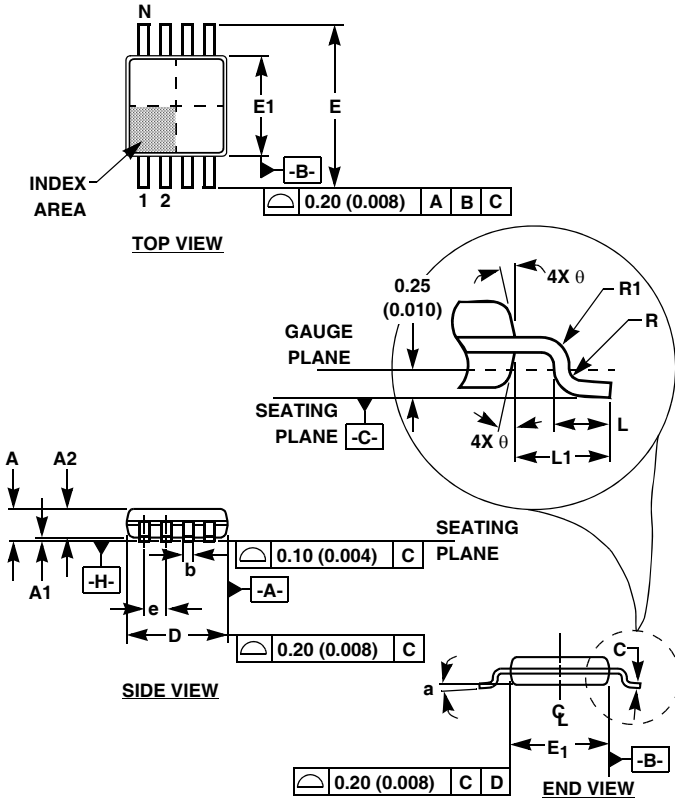 N
E1
E
-B-
INDEX
AREA
1 2
0.20 (0.008) A B C
TOP VIEW
0.25
(0.010)
4X θ
R1
R
GAUGE
PLANE
SEATING
PLANE -C-
4X θ
L
L1
A A2
SEATING
PLANE
0.10 (0.004) C
-H-
b
A1
-A-
e
D
0.20 (0.008) C
SIDE VIEW
C
a
CL
E1
-B-
0.20 (0.008) C D
END VIEW